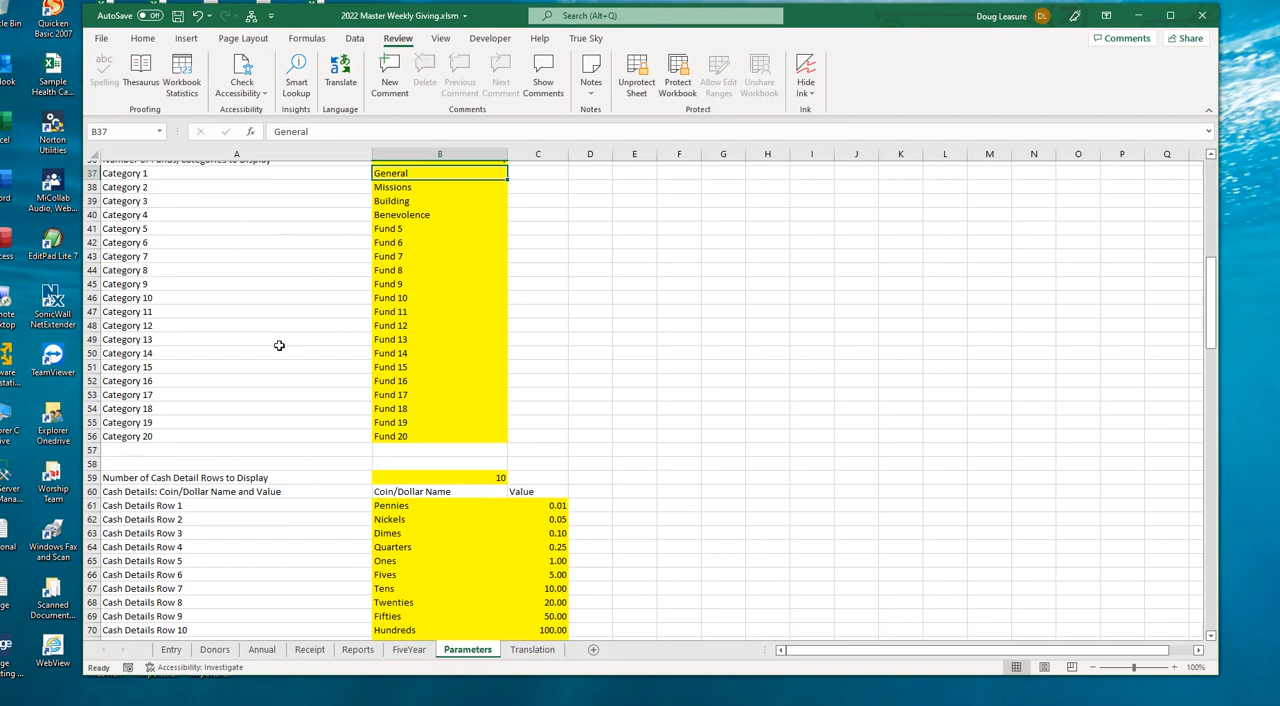 AutoSave Off 2022 Master Weekly Giving.xlsm Search (Alt+Q) Doug Leasure DL
File Home Insert Page Layout Formulas Data Review View Developer Help True Sky Comments Share
Spelling Thesaurus Workbook Statistics Check Accessibility Smart Lookup Translate New Comment Delete Previous Comment Next Comment Show Comments Notes Unprotect Sheet Protect Workbook Allow Edit Ranges Unshare Workbook Hide Ink
Proofing Accessibility Insights Language Comments Notes Protect Ink
B37 fx General
A B C D E F G H I J K L M N O P Q
Number of Funds/Categories to Display
37 Category 1 General
38 Category 2 Missions
39 Category 3 Building
40 Category 4 Benevolence
41 Category 5 Fund 5
42 Category 6 Fund 6
43 Category 7 Fund 7
44 Category 8 Fund 8
45 Category 9 Fund 9
46 Category 10 Fund 10
47 Category 11 Fund 11
48 Category 12 Fund 12
49 Category 13 Fund 13
50 Category 14 Fund 14
51 Category 15 Fund 15
52 Category 16 Fund 16
53 Category 17 Fund 17
54 Category 18 Fund 18
55 Category 19 Fund 19
56 Category 20 Fund 20
57
58
59 Number of Cash Detail Rows to Display 10
60 Cash Details: Coin/Dollar Name and Value Coin/Dollar Name Value
61 Cash Details Row 1 Pennies 0.01
62 Cash Details Row 2 Nickels 0.05
63 Cash Details Row 3 Dimes 0.10
64 Cash Details Row 4 Quarters 0.25
65 Cash Details Row 5 Ones 1.00
66 Cash Details Row 6 Fives 5.00
67 Cash Details Row 7 Tens 10.00
68 Cash Details Row 8 Twenties 20.00
69 Cash Details Row 9 Fifties 50.00
70 Cash Details Row 10 Hundreds 100.00
Entry Donors Annual Receipt Reports FiveYear Parameters Translation
Ready Accessibility: Investigate 100%
Quicken
Basic 2007
Sample
Health Ca...
Norton
Utilities
MiCollab
Audio, Web...
EditPad Lite 7
SonicWall
NetExtender
TeamViewer
Explorer
Onedrive
Worship
Team
Windows Fax
and Scan
Scanned
Document...
WebView